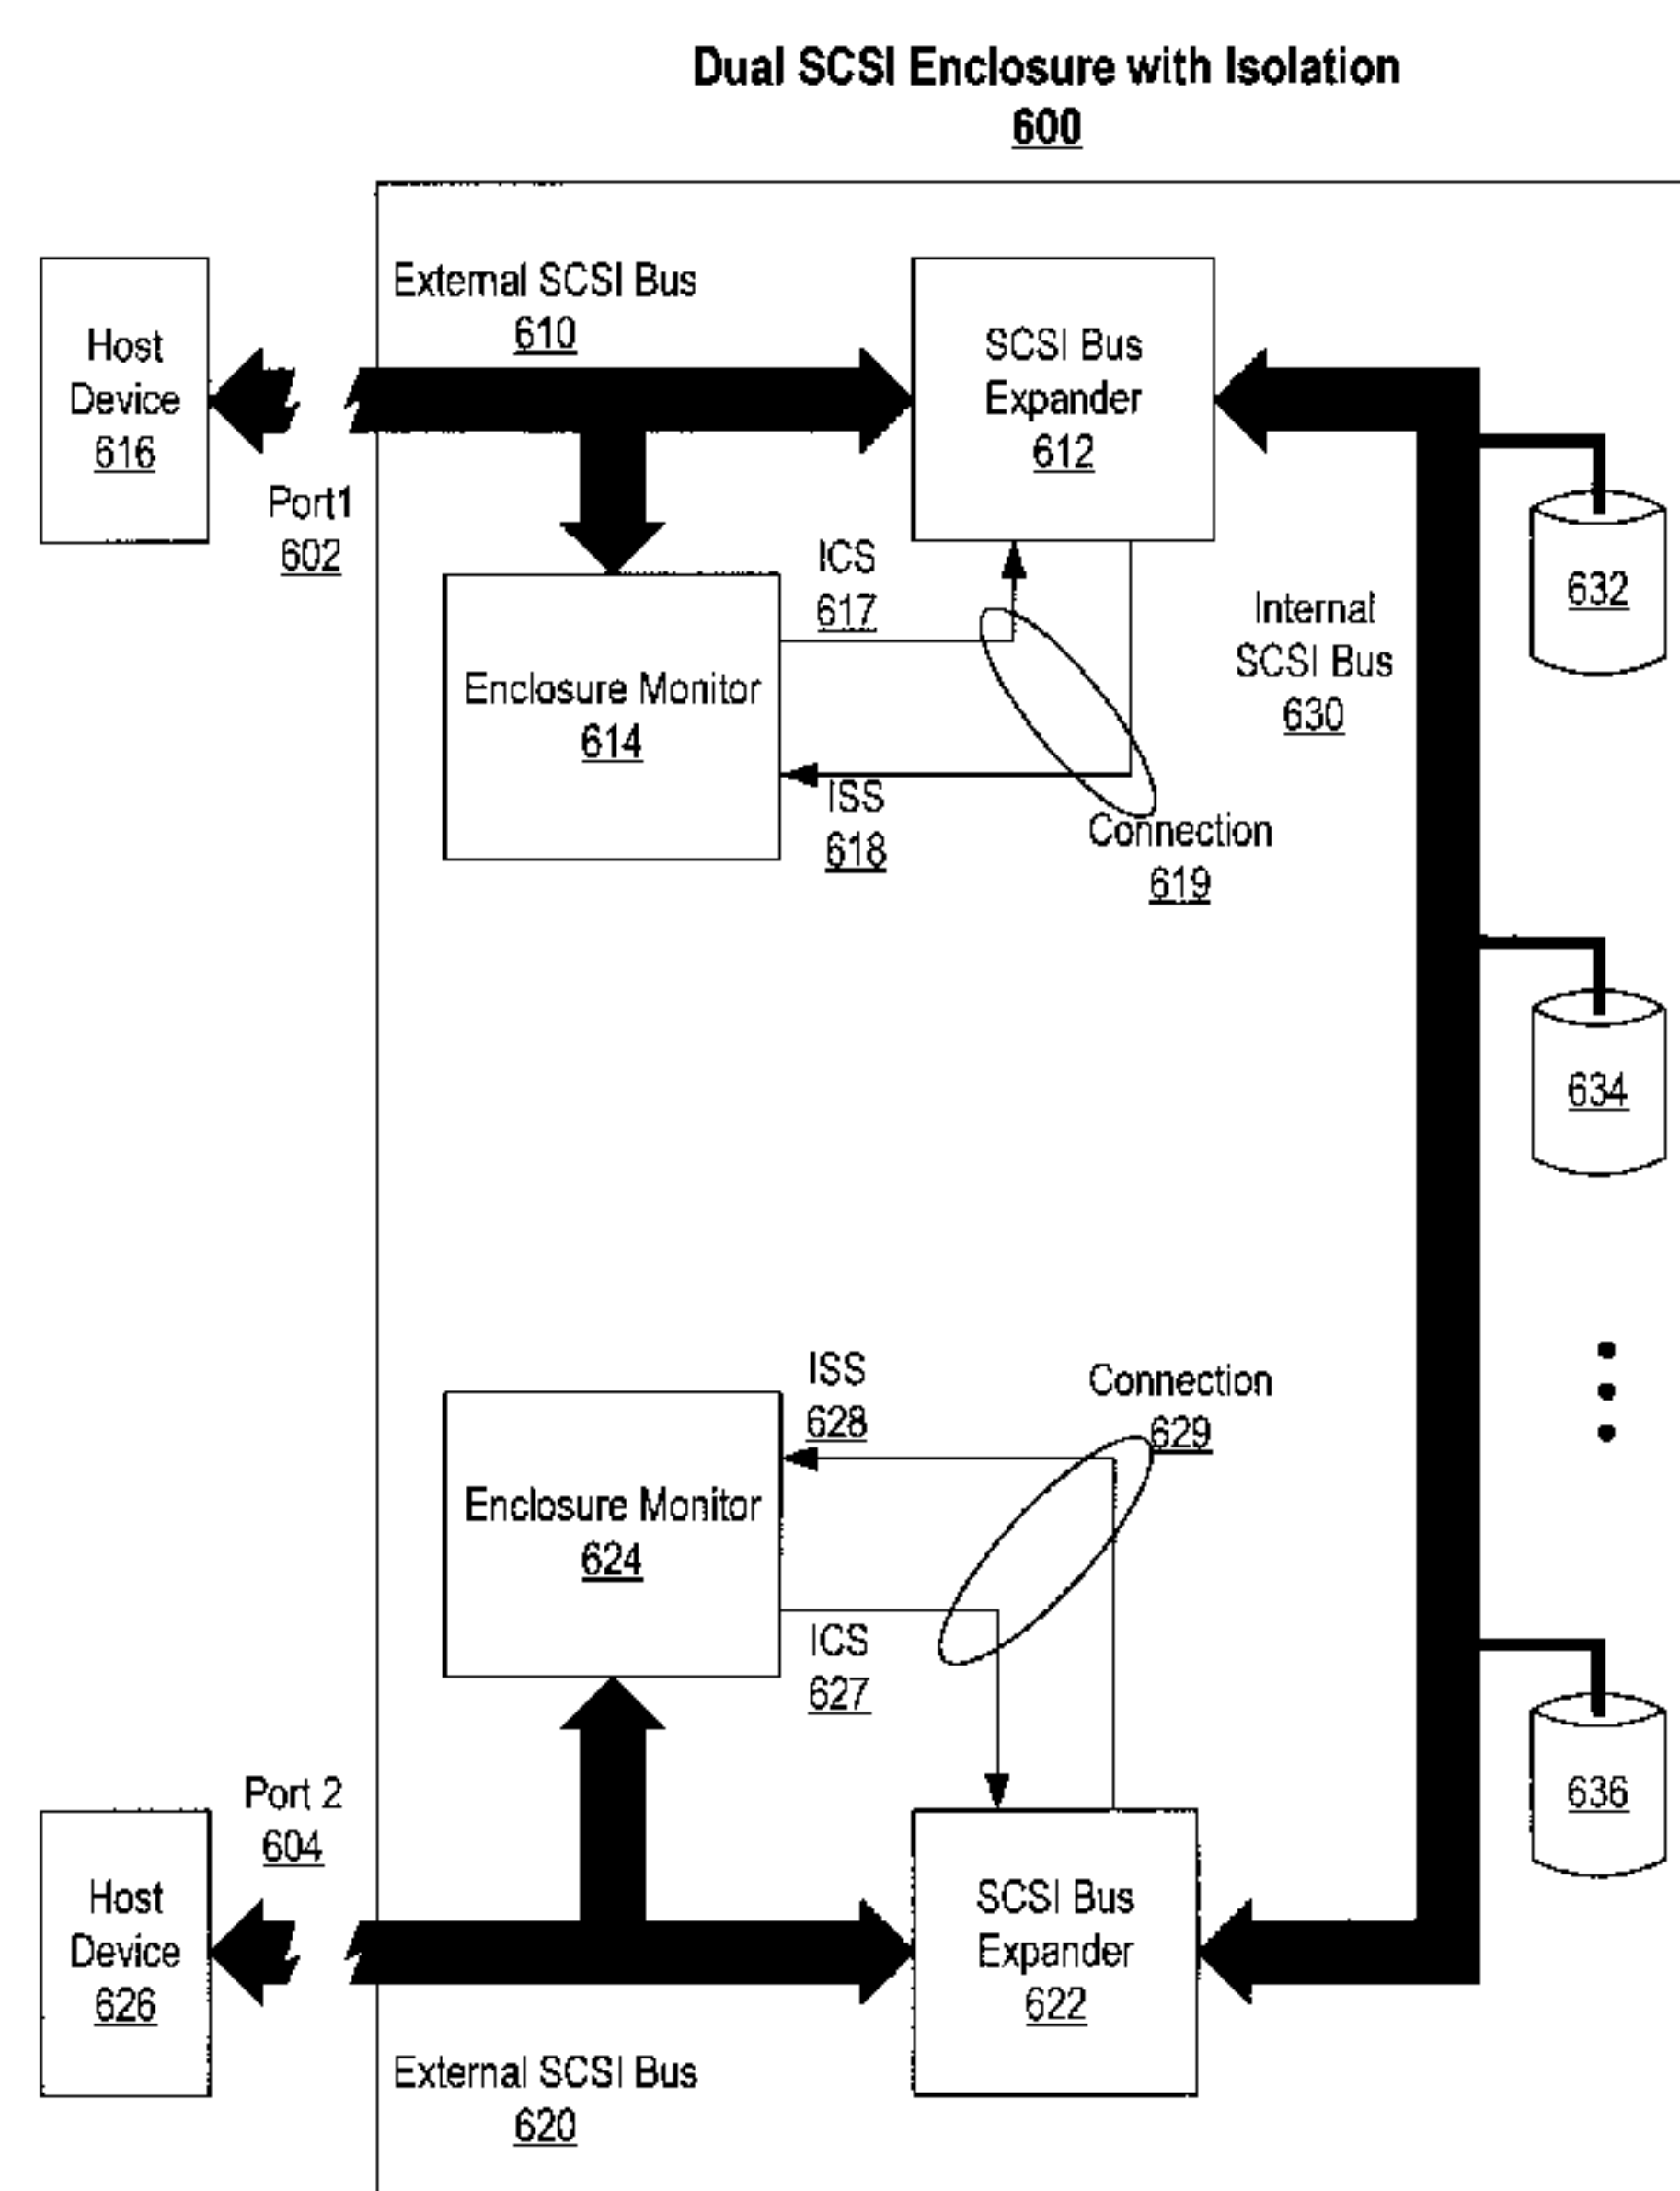 Dual SCSI Enclosure with Isolation
600
External SCSI Bus
610
Host
Device
616
Port1
602
SCSI Bus
Expander
612
ICS
617
Enclosure Monitor
614
ISS
618
Connection
619
Internal
SCSI Bus
630
632
634
ISS
628
Connection
629
Enclosure Monitor
624
ICS
627
636
Port 2
604
Host
Device
626
SCSI Bus
Expander
622
External SCSI Bus
620